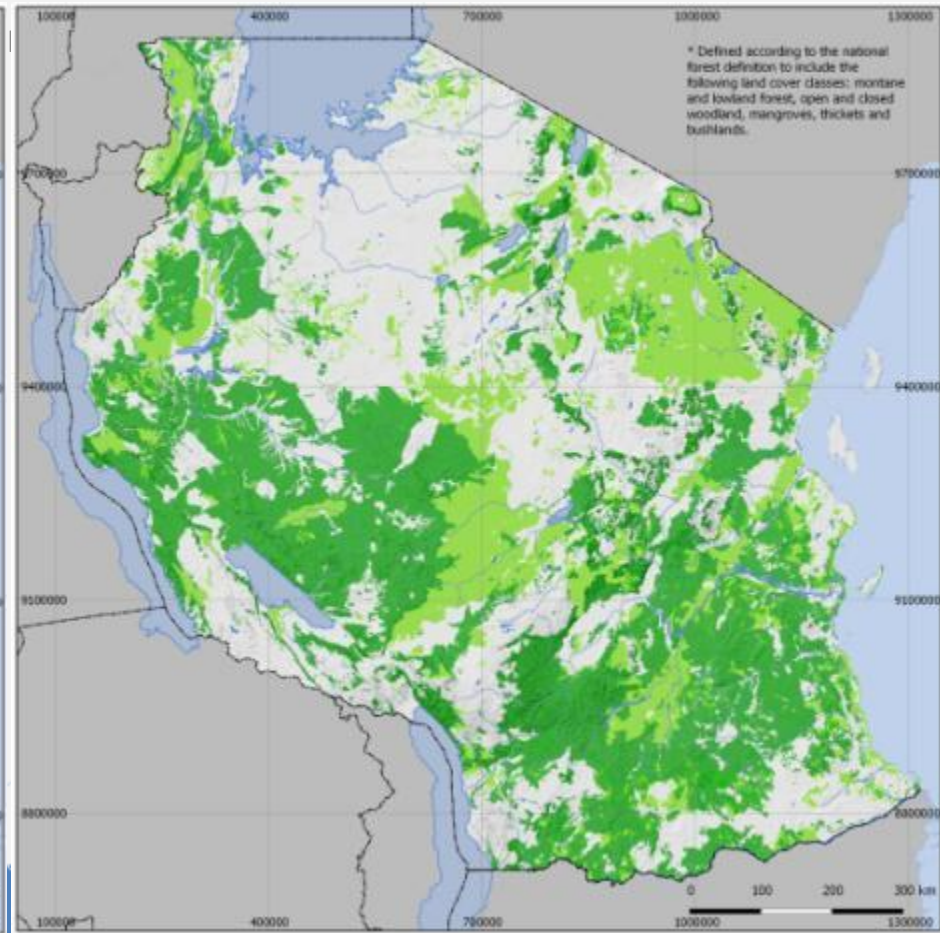 100000 400000 700000 1000000 1300000
* Defined according to the national
forest definition to include the
following land cover classes: montane
and lowland forest, open and closed
woodland, mangroves, thickets and
bushlands.
9700000 9700000
9400000 9400000
9100000 9100000
8800000 8800000
0 100 200 300 km
100000 400000 700000 1000000 1300000